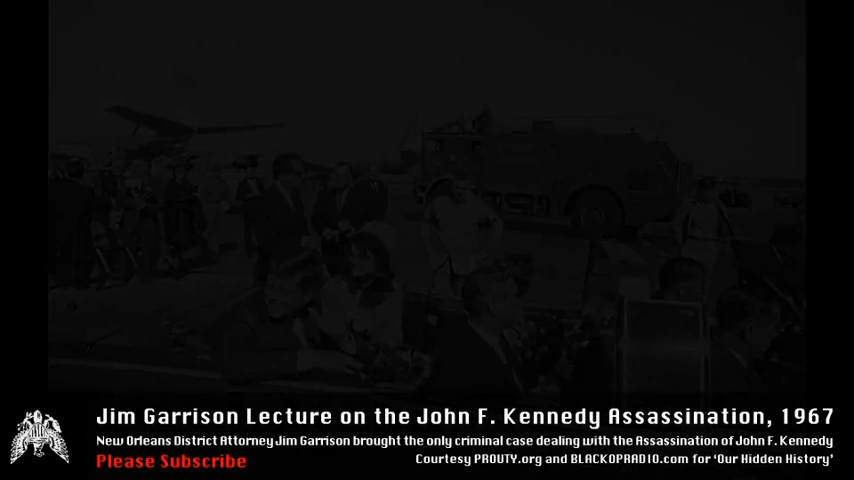 Jim Garrison Lecture on the John F. Kennedy Assassination, 1967
New Orleans District Attorney Jim Garrison brought the only criminal case dealing with the Assassination of John F. Kennedy
Please Subscribe
Courtesy PROUTY.org and BLACKOPRADIO.com for 'Our Hidden History'